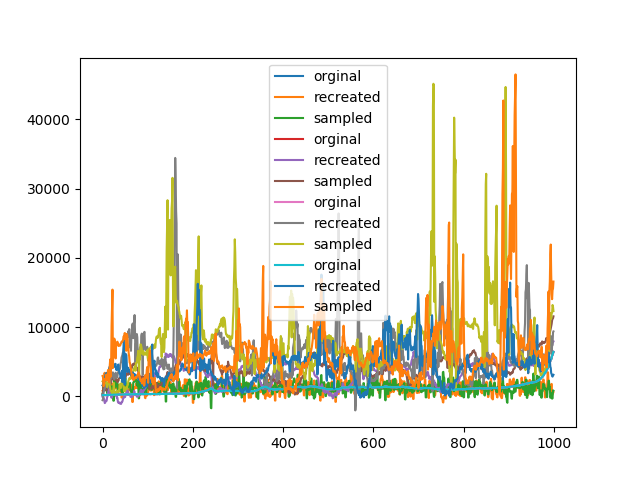 orginal
recreated
sampled
orginal
recreated
sampled
orginal
recreated
sampled
orginal
recreated
sampled
40000
30000
20000
10000
0
0 200 400 600 800 1000